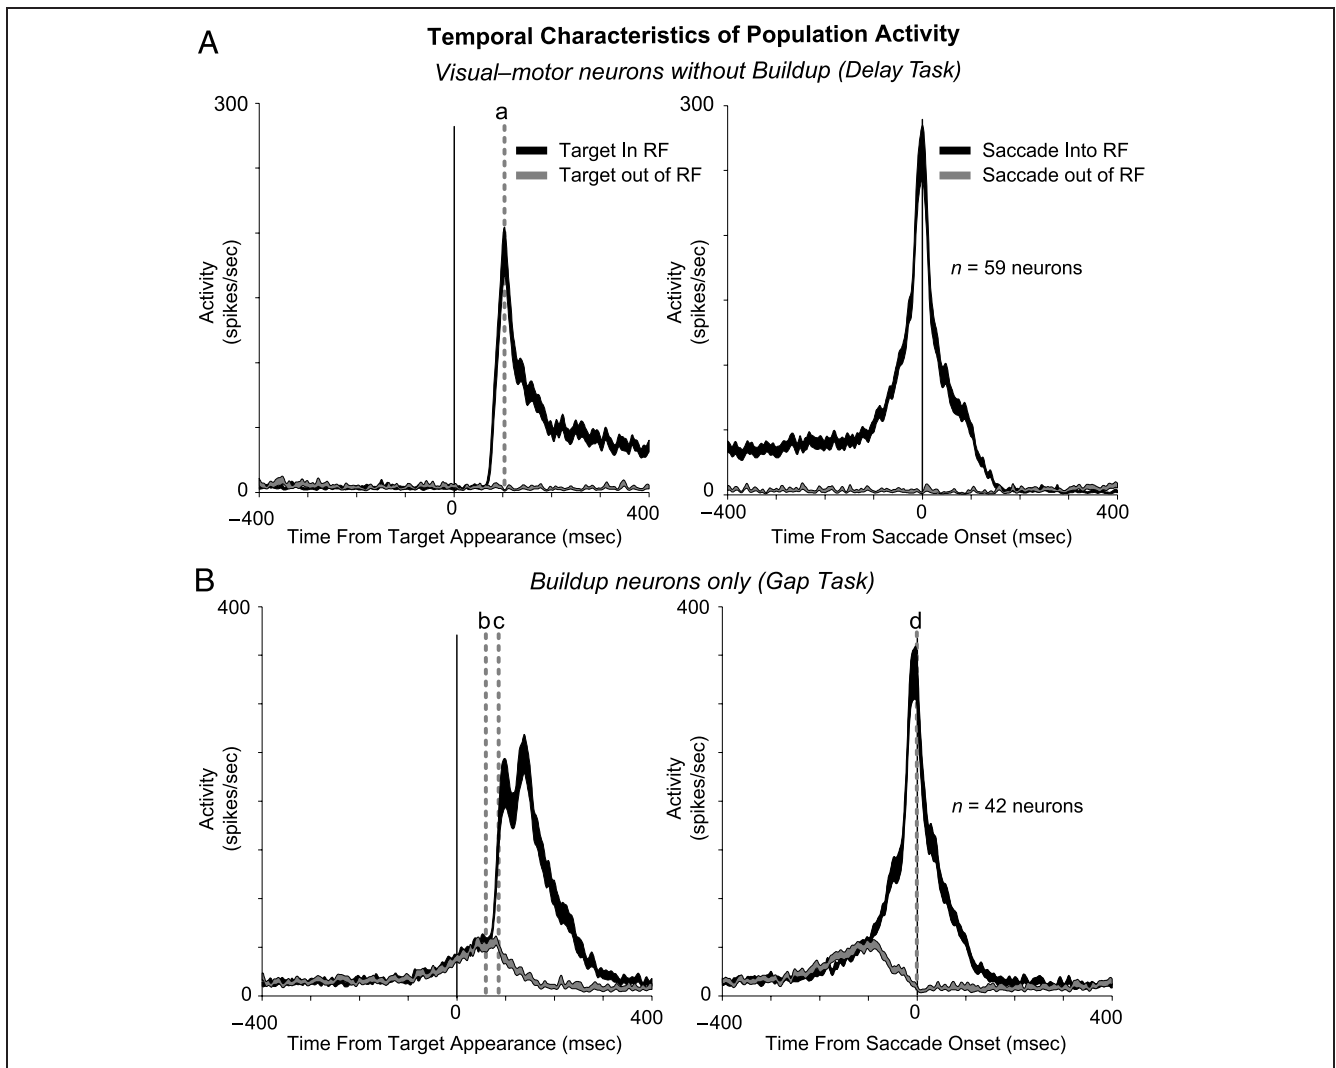 A
Temporal Characteristics of Population Activity
Visual–motor neurons without Buildup (Delay Task)
300
a
Target In RF
Target out of RF
Activity
(spikes/sec)
0
–400
0
400
Time From Target Appearance (msec)
300
Saccade Into RF
Saccade out of RF
n = 59 neurons
Activity
(spikes/sec)
0
–400
0
400
Time From Saccade Onset (msec)
B
Buildup neurons only (Gap Task)
400
b c
Activity
(spikes/sec)
0
–400
0
400
Time From Target Appearance (msec)
400
d
n = 42 neurons
Activity
(spikes/sec)
0
–400
0
400
Time From Saccade Onset (msec)